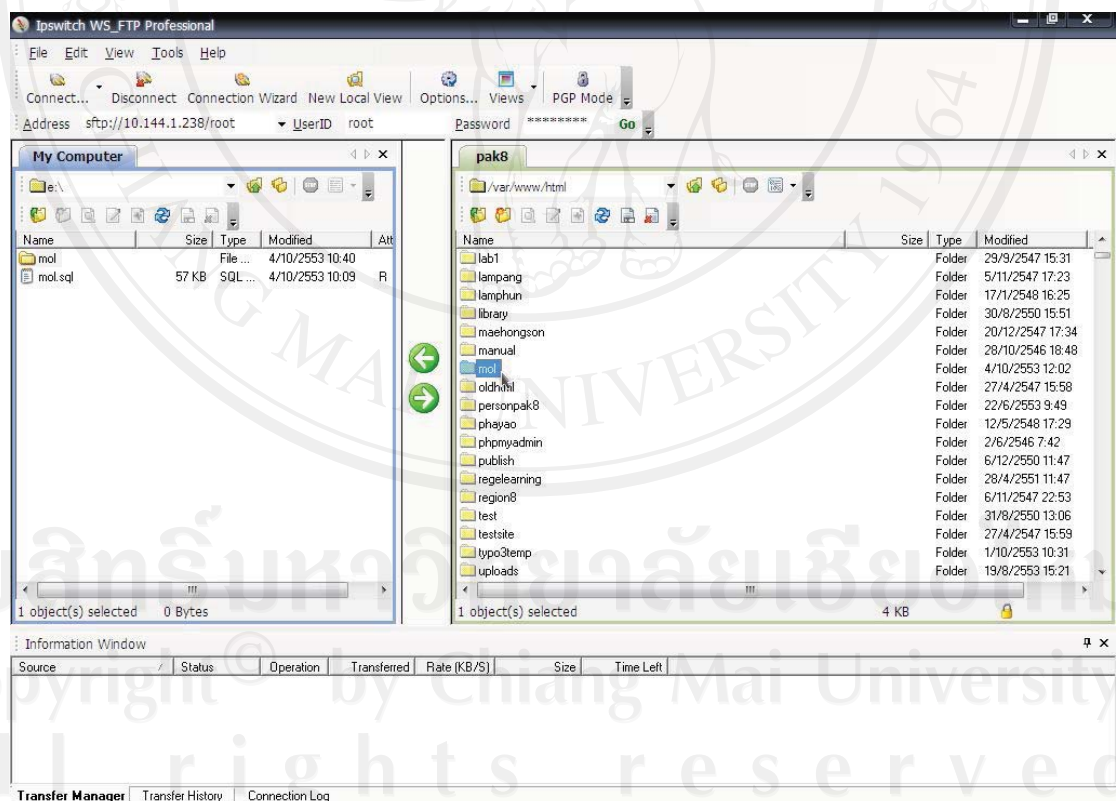 Ipswitch WS_FTP Professional
File Edit View Tools Help
Connect... Disconnect Connection Wizard New Local View Options... Views PGP Mode
Address sftp://10.144.1.238/root UserID root Password ******** Go
My Computer
e:\
Name Size Type Modified Att
mol File ... 4/10/2553 10:40
mol.sql 57 KB SQL ... 4/10/2553 10:09 R
1 object(s) selected 0 Bytes
pak8
/var/www/html
Name Size Type Modified
lab1 Folder 29/9/2547 15:31
lampang Folder 5/11/2547 17:23
lamphun Folder 17/1/2548 16:25
library Folder 30/8/2550 15:51
maehongson Folder 20/12/2547 17:34
manual Folder 28/10/2546 18:48
mol Folder 4/10/2553 12:02
oldhtml Folder 27/4/2547 15:58
personpak8 Folder 22/6/2553 9:49
phayao Folder 12/5/2548 17:29
phpmyadmin Folder 2/6/2546 7:42
publish Folder 6/12/2550 11:47
regelearning Folder 28/4/2551 11:47
region8 Folder 6/11/2547 22:53
test Folder 31/8/2550 13:06
testsite Folder 27/4/2547 15:59
typo3temp Folder 1/10/2553 10:31
uploads Folder 19/8/2553 15:21
1 object(s) selected 4 KB
Information Window
Source Status Operation Transferred Rate (KB/S) Size Time Left
Transfer Manager Transfer History Connection Log
CHIANG MAI UNIVERSITY 1964
by Chiang Mai University
rights reserved